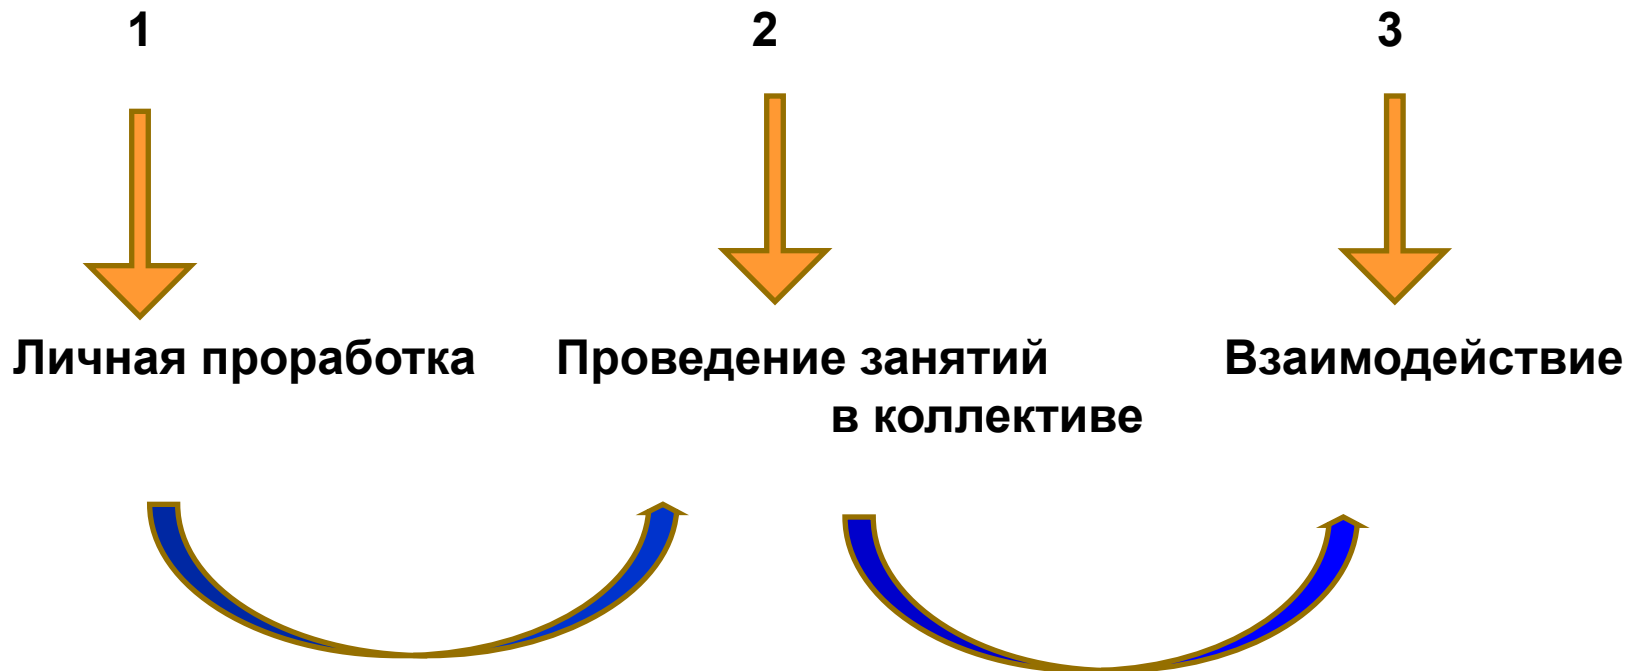 1 2 3
Личная проработка Проведение занятий Взаимодействие
в коллективе